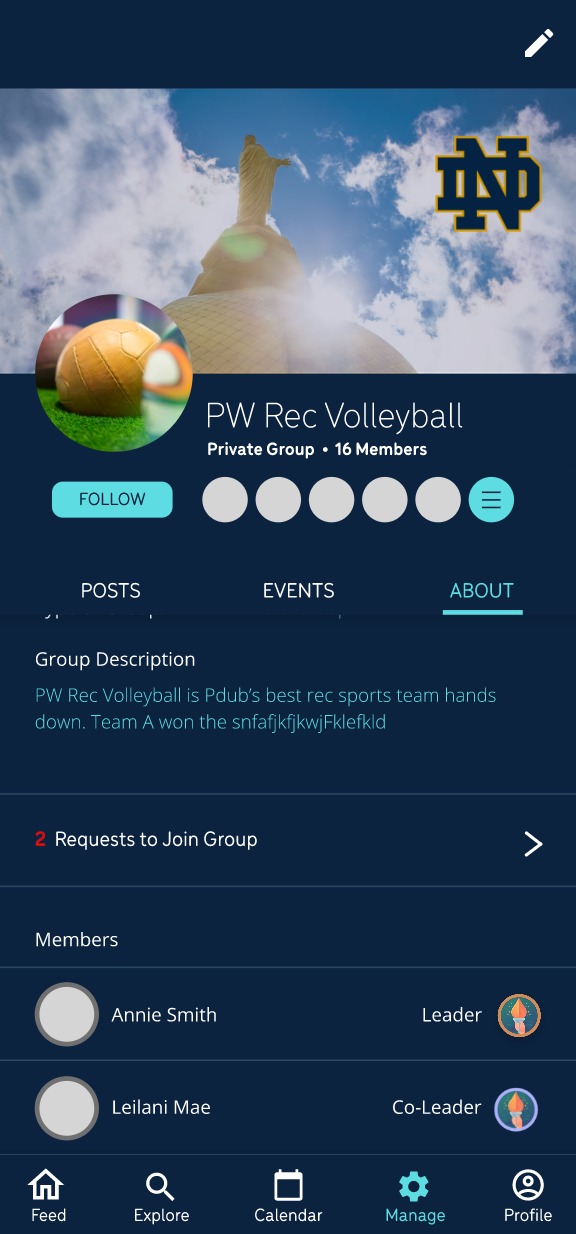 ND
PW Rec Volleyball
Private Group • 16 Members
FOLLOW
POSTS
EVENTS
ABOUT
Group Description
PW Rec Volleyball is Pdub’s best rec sports team hands
down. Team A won the snfafjkfjkwjFklefkld
2 Requests to Join Group
Members
Annie Smith
Leader
Leilani Mae
Co-Leader
Feed
Explore
Calendar
Manage
Profile